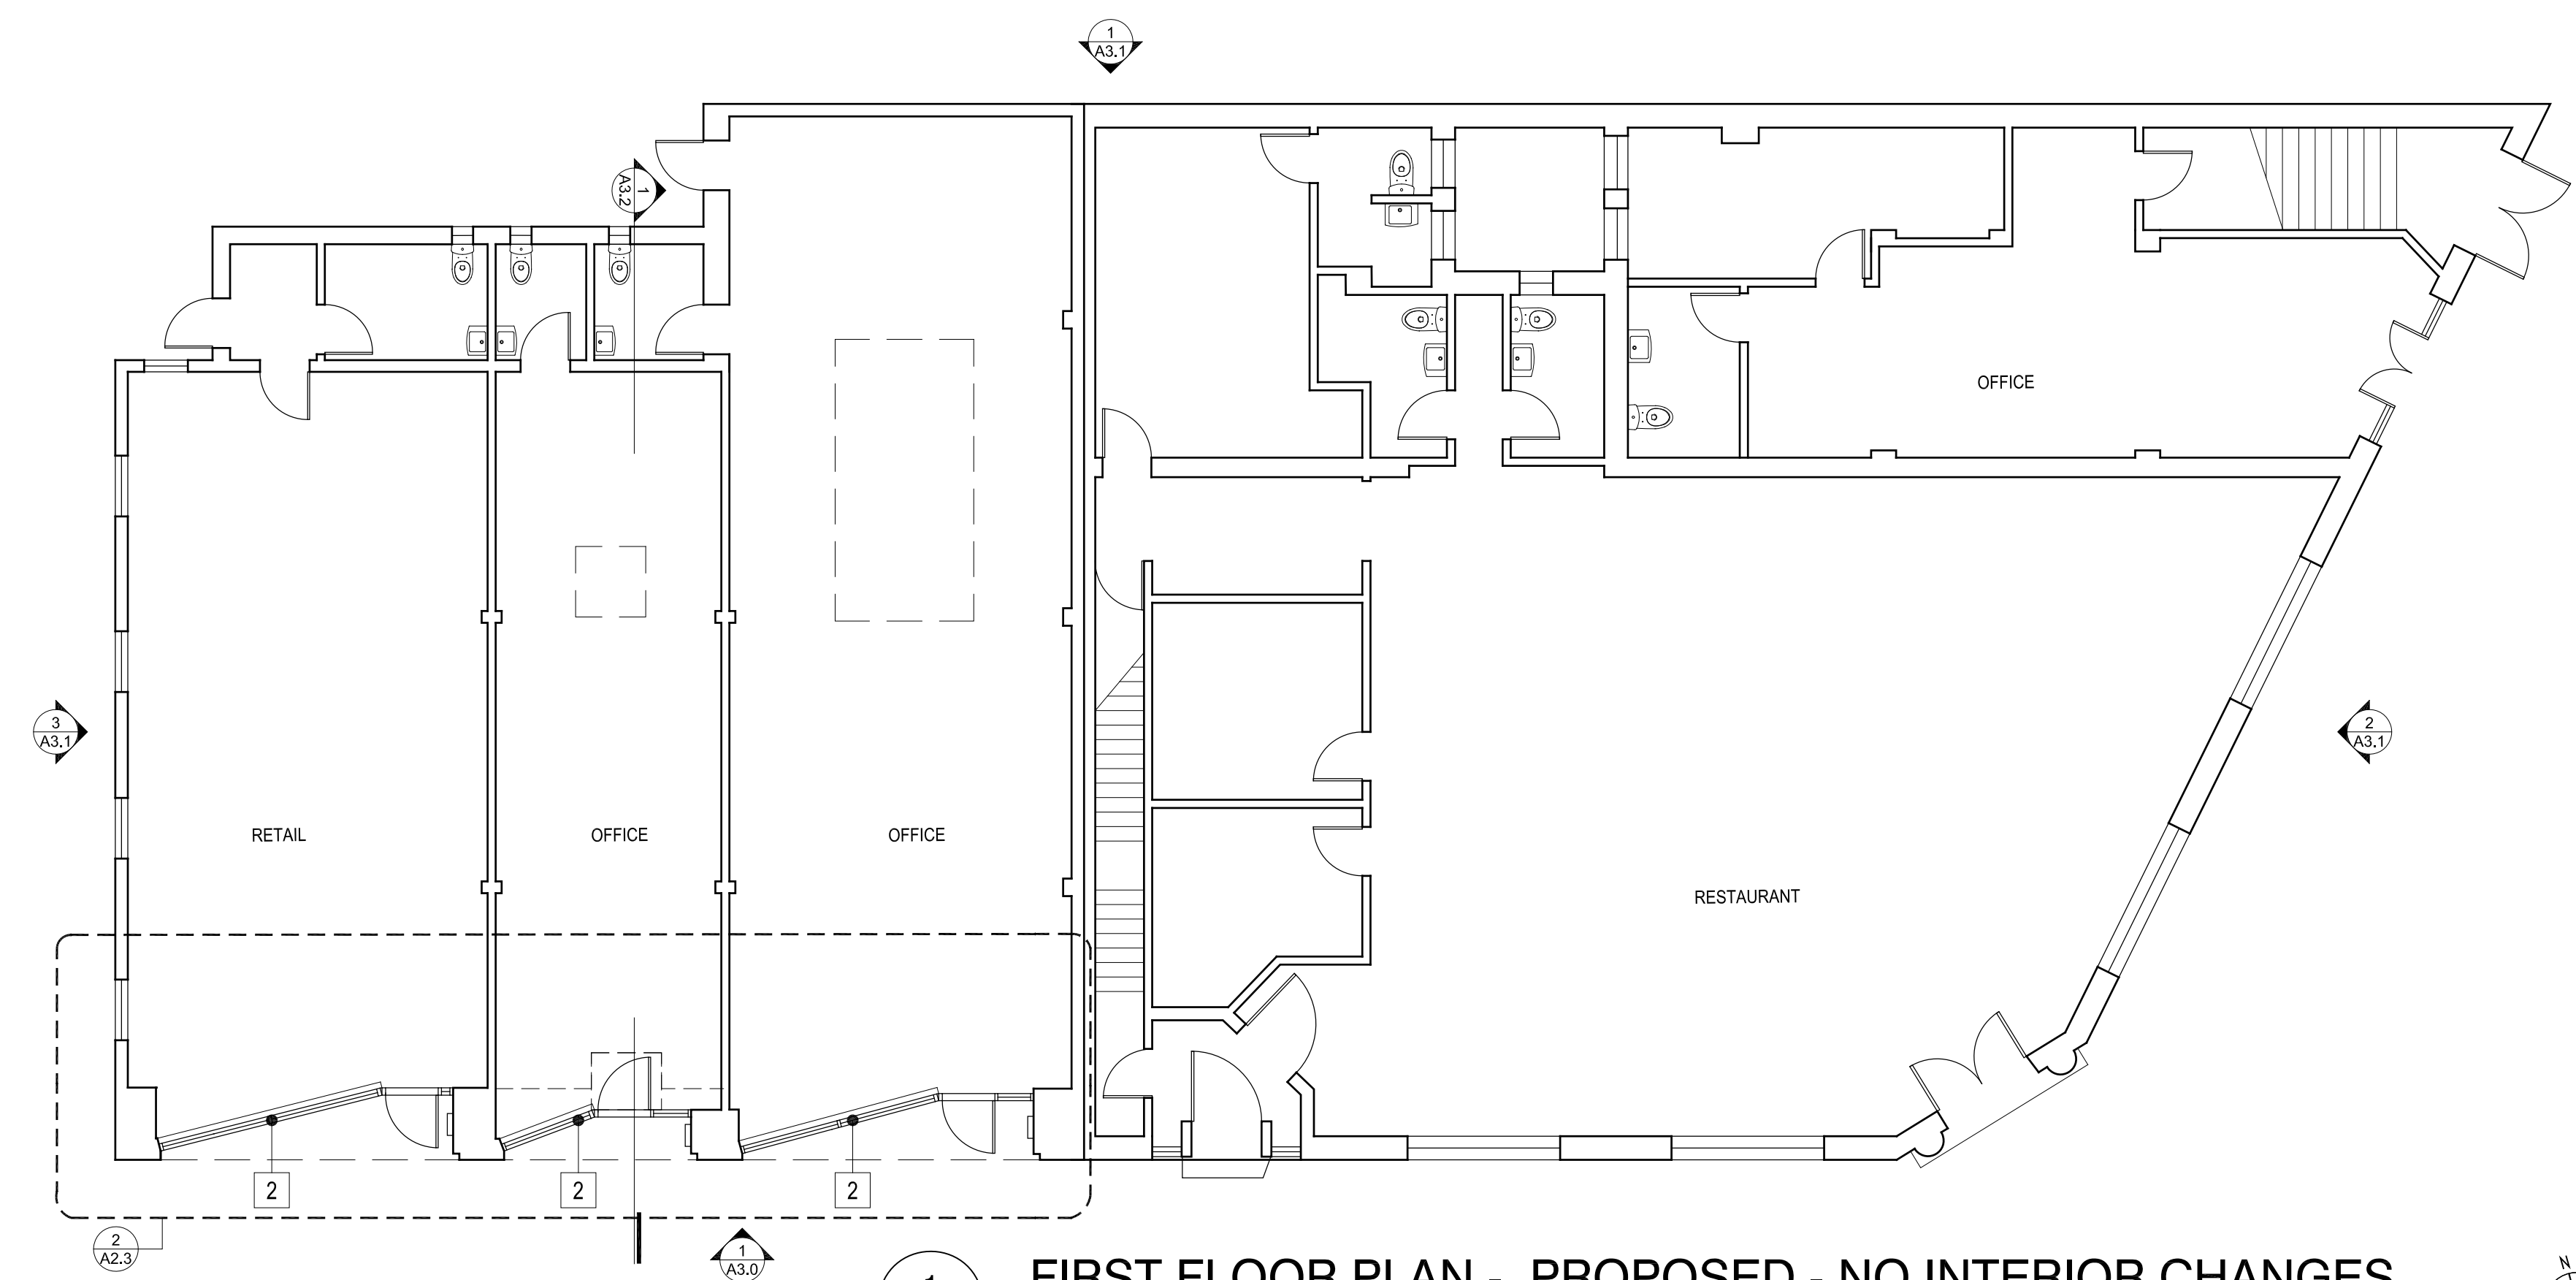 1
A3.1
1
A3.2
OFFICE
3
A3.1
2
A3.1
RETAIL
OFFICE
OFFICE
RESTAURANT
2
2
2
2
A2.3
1
A3.0
1
FIRST FLOOR PLAN - PROPOSED - NO INTERIOR CHANGES
N